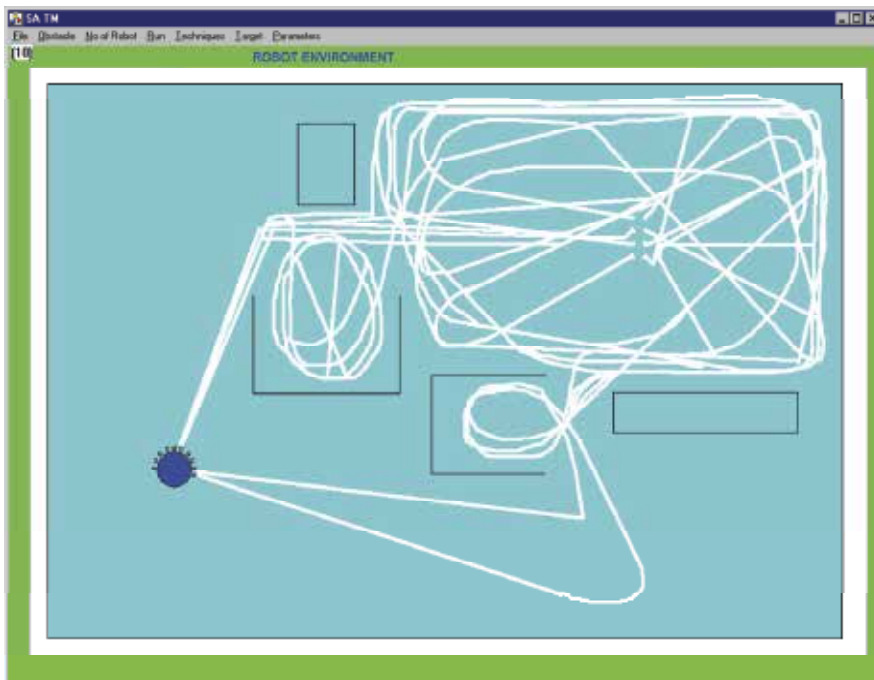 SA TM
File Obstacle No of Robot Run Techniques Target Parameters
(10)
ROBOT ENVIRONMENT